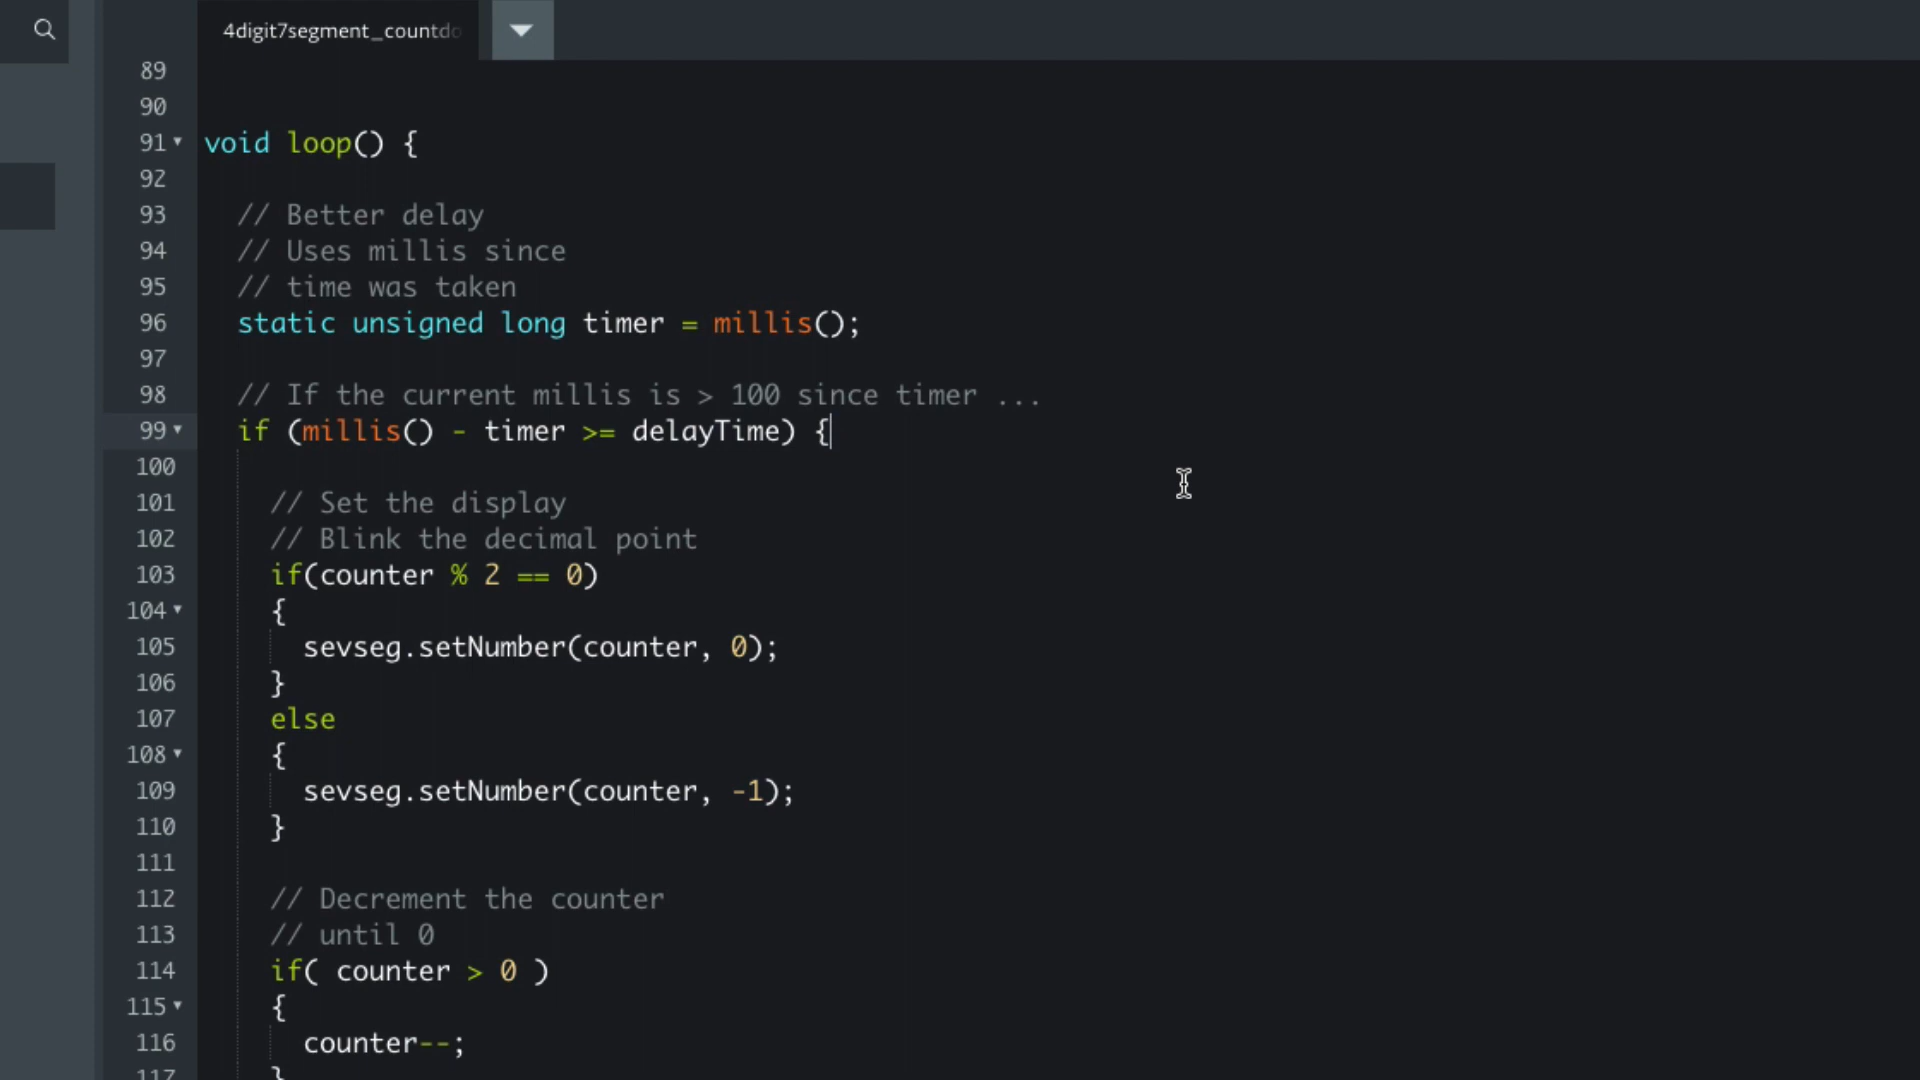 4digit7segment_countdo
89
90
91 void loop() {
92
93 // Better delay
94 // Uses millis since
95 // time was taken
96 static unsigned long timer = millis();
97
98 // If the current millis is > 100 since timer ...
99 if (millis() - timer >= delayTime) {
100
101 // Set the display
102 // Blink the decimal point
103 if(counter % 2 == 0)
104 {
105 sevseg.setNumber(counter, 0);
106 }
107 else
108 {
109 sevseg.setNumber(counter, -1);
110 }
111
112 // Decrement the counter
113 // until 0
114 if( counter > 0 )
115 {
116 counter--;
117 }